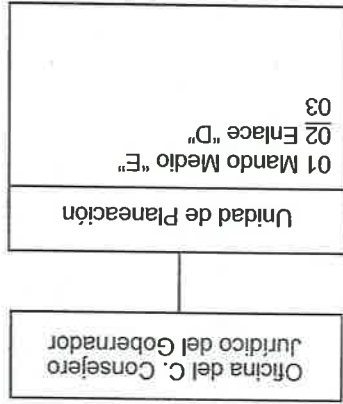 Oficina del C. Consejero
Jurídico del Gobernador
Unidad de Planeación
01 Mando Medio "E"
02 Enlace "D"
03